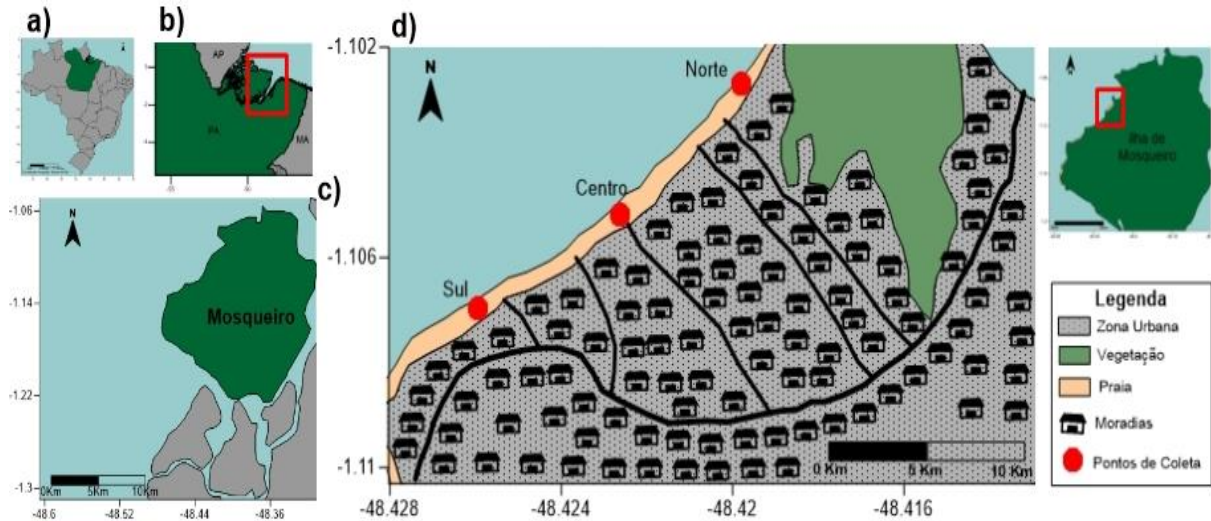 a)
b)
AP
PA
MA
c)
N
-1.06
-1.14
-1.22
-1.3
Mosqueiro
0Km 5Km 10Km
-48.6 -48.52 -48.44 -48.36
d)
-1.102
-1.106
-1.11
N
Norte
Centro
Sul
0 Km 5 Km 10 Km
-48.428 -48.424 -48.42 -48.416
Ilha de
Mosqueiro
Legenda
Zona Urbana
Vegetação
Praia
Moradias
Pontos de Coleta